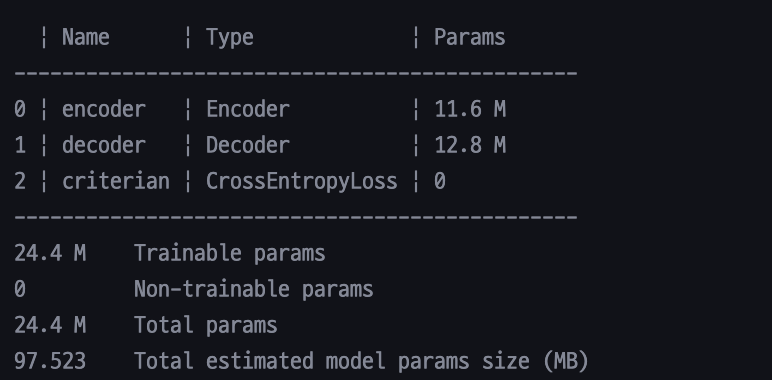 ¦ Name      ¦ Type             ¦ Params
-----------------------------------------------
0 ¦ encoder   ¦ Encoder          ¦ 11.6 M
1 ¦ decoder   ¦ Decoder          ¦ 12.8 M
2 ¦ criterian ¦ CrossEntropyLoss ¦ 0
-----------------------------------------------
24.4 M    Trainable params
0         Non-trainable params
24.4 M    Total params
97.523    Total estimated model params size (MB)